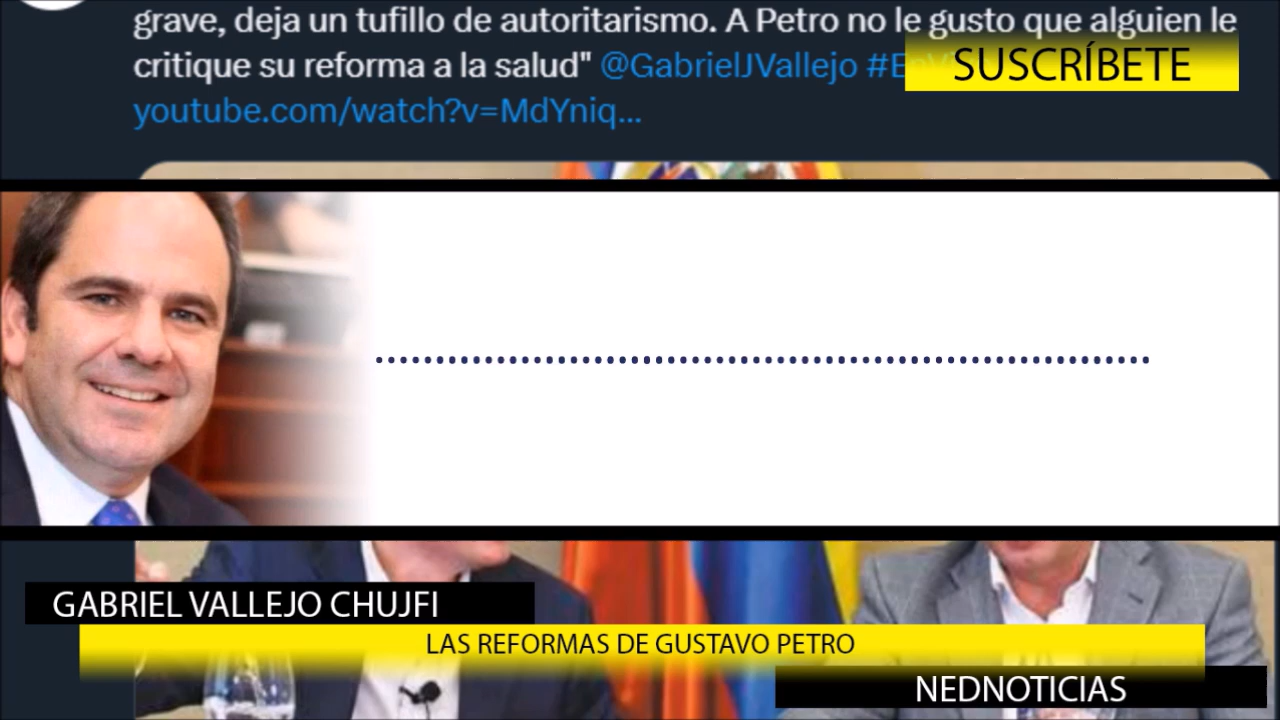 grave, deja un tufillo de autoritarismo. A Petro no le gusto que alguien le
critique su reforma a la salud" @GabrielJVallejo
SUSCRÍBETE
youtube.com/watch?v=MdYniq...
GABRIEL VALLEJO CHUJFI
LAS REFORMAS DE GUSTAVO PETRO
NEDNOTICIAS